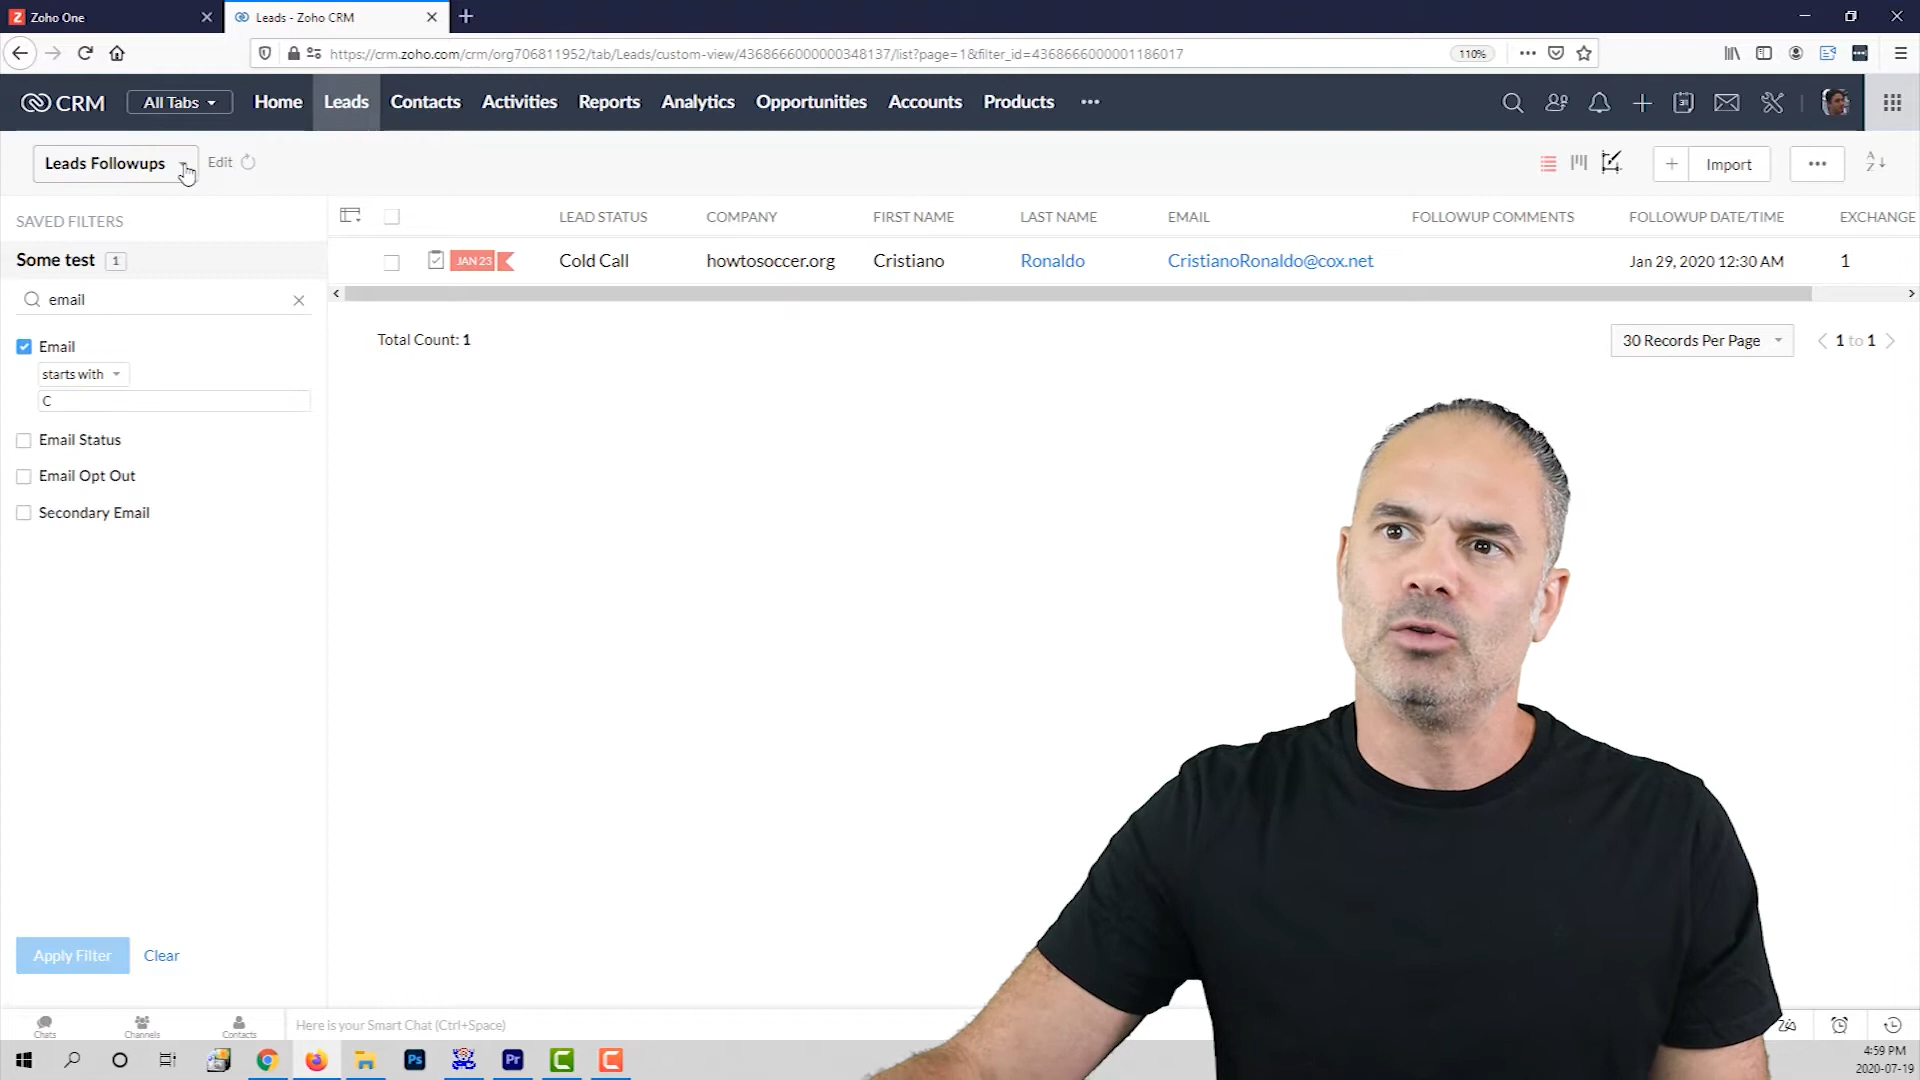 Zoho One
Leads - Zoho CRM
https://crm.zoho.com/crm/org706811952/tab/Leads/custom-view/4368666000000348137/list?page=1&filter_id=4368666000001186017
110%
CRM
All Tabs
Home
Leads
Contacts
Activities
Reports
Analytics
Opportunities
Accounts
Products
Leads Followups
Edit
Import
SAVED FILTERS
Some test 1
email
Email
starts with
C
Email Status
Email Opt Out
Secondary Email
Apply Filter
Clear
LEAD STATUS COMPANY FIRST NAME LAST NAME EMAIL FOLLOWUP COMMENTS FOLLOWUP DATE/TIME EXCHANGE
JAN 23 Cold Call howtosoccer.org Cristiano Ronaldo CristianoRonaldo@cox.net Jan 29, 2020 12:30 AM 1
Total Count: 1
30 Records Per Page
1 to 1
Chats
Channels
Contacts
Here is your Smart Chat (Ctrl+Space)
Ps
Pr
4:59 PM
2020-07-19